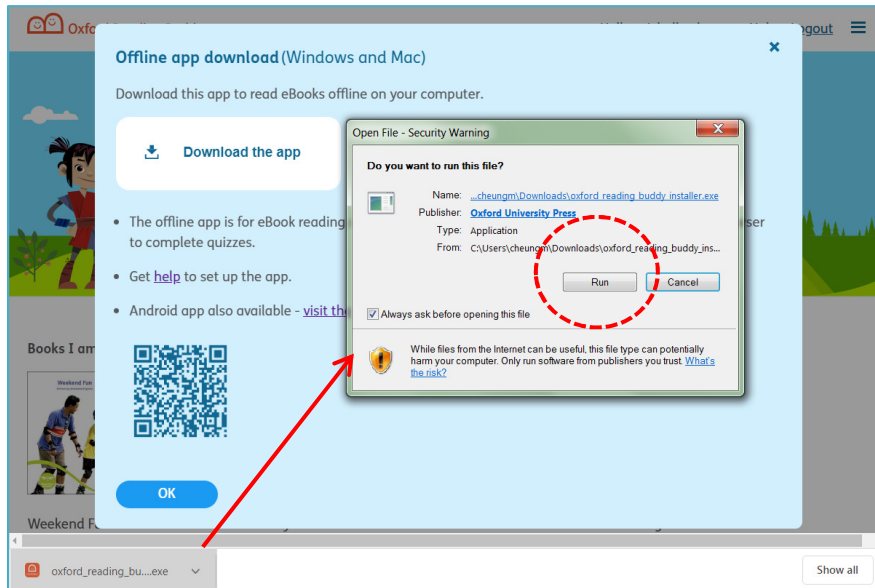 Oxfo
ogout
Offline app download (Windows and Mac)
Download this app to read eBooks offline on your computer.
Download the app
• The offline app is for eBook reading
ser
to complete quizzes.
• Get help to set up the app.
• Android app also available - visit th
Open File - Security Warning
Do you want to run this file?
Name: ...cheungm\Downloads\oxford reading buddy installer.exe
Publisher: Oxford University Press
Type: Application
From: C:\Users\cheungm\Downloads\oxford_reading_buddy_ins...
Run
Cancel
Always ask before opening this file
While files from the Internet can be useful, this file type can potentially
harm your computer. Only run software from publishers you trust. What's
the risk?
Books I am
Weekend Fun
OK
Weekend F
oxford_reading_bu....exe
Show all